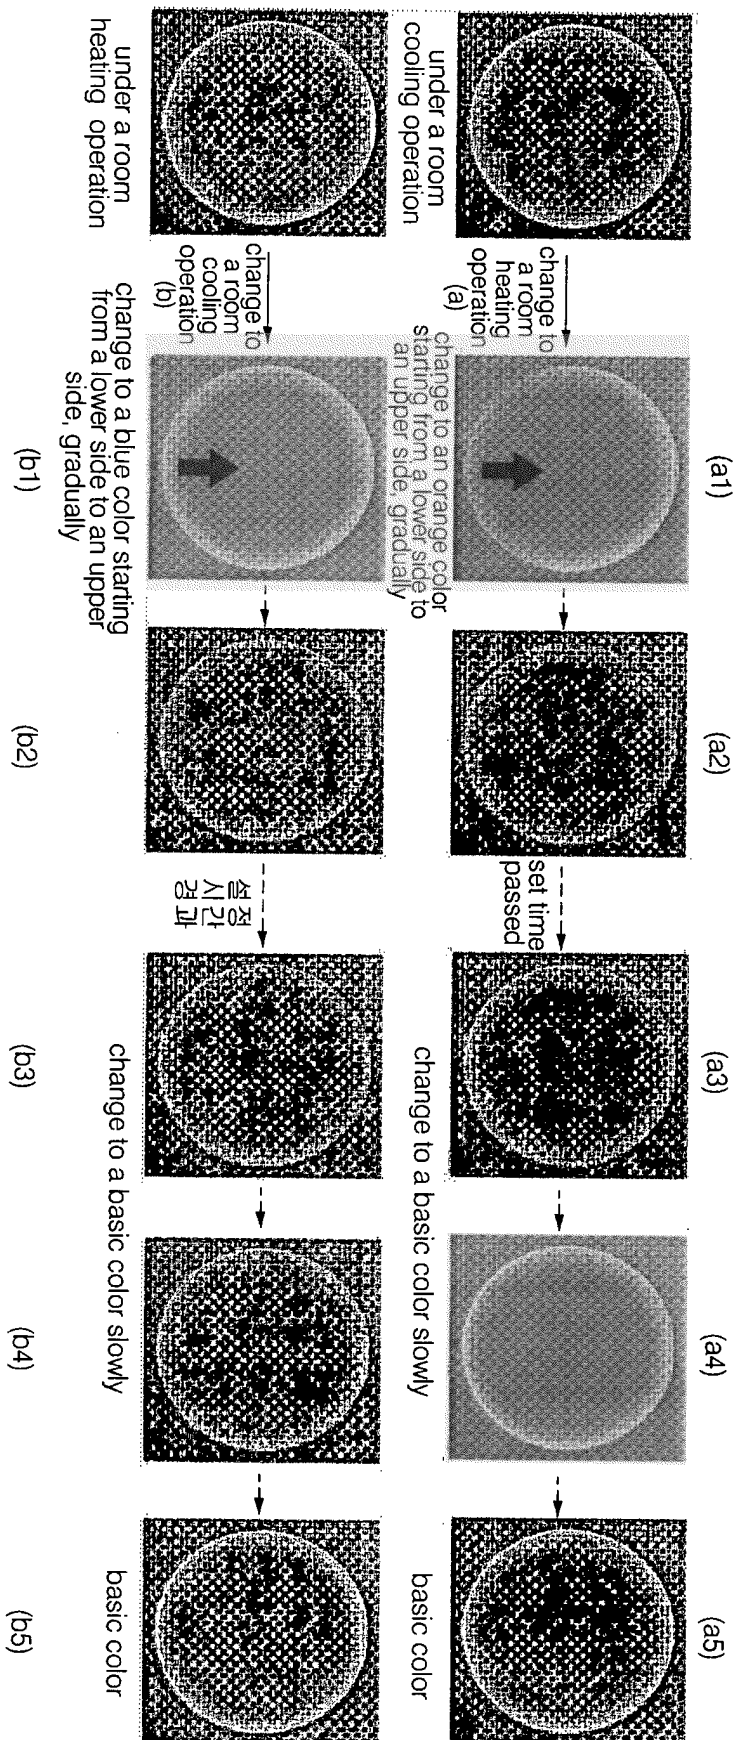 (a1)
(a2)
(a3)
(a4)
(a5)
under a room
cooling operation
change to
a room
heating
operation
(a)
change to an orange color
starting from a lower side to
an upper side, gradually
set time
passed
change to a basic color slowly
basic color
under a room
heating operation
change to
a room
cooling
operation
(b)
change to a blue color starting
from a lower side to an upper
side, gradually
설정
시간
경과
change to a basic color slowly
basic color
(b1)
(b2)
(b3)
(b4)
(b5)